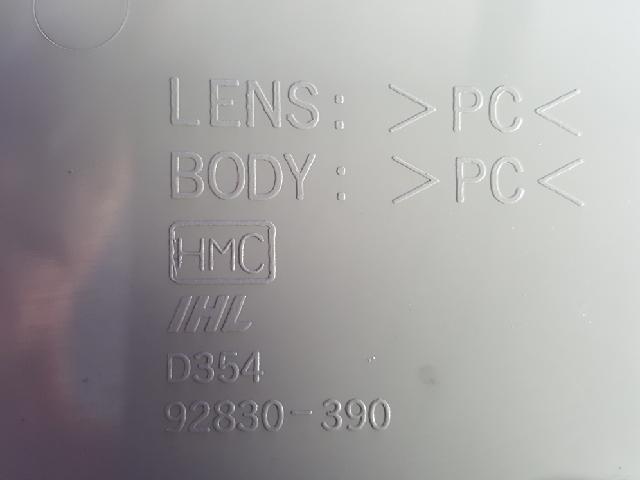 LENS: >PC<
BODY: >PC<
HMC
IHL
D354
92830-390